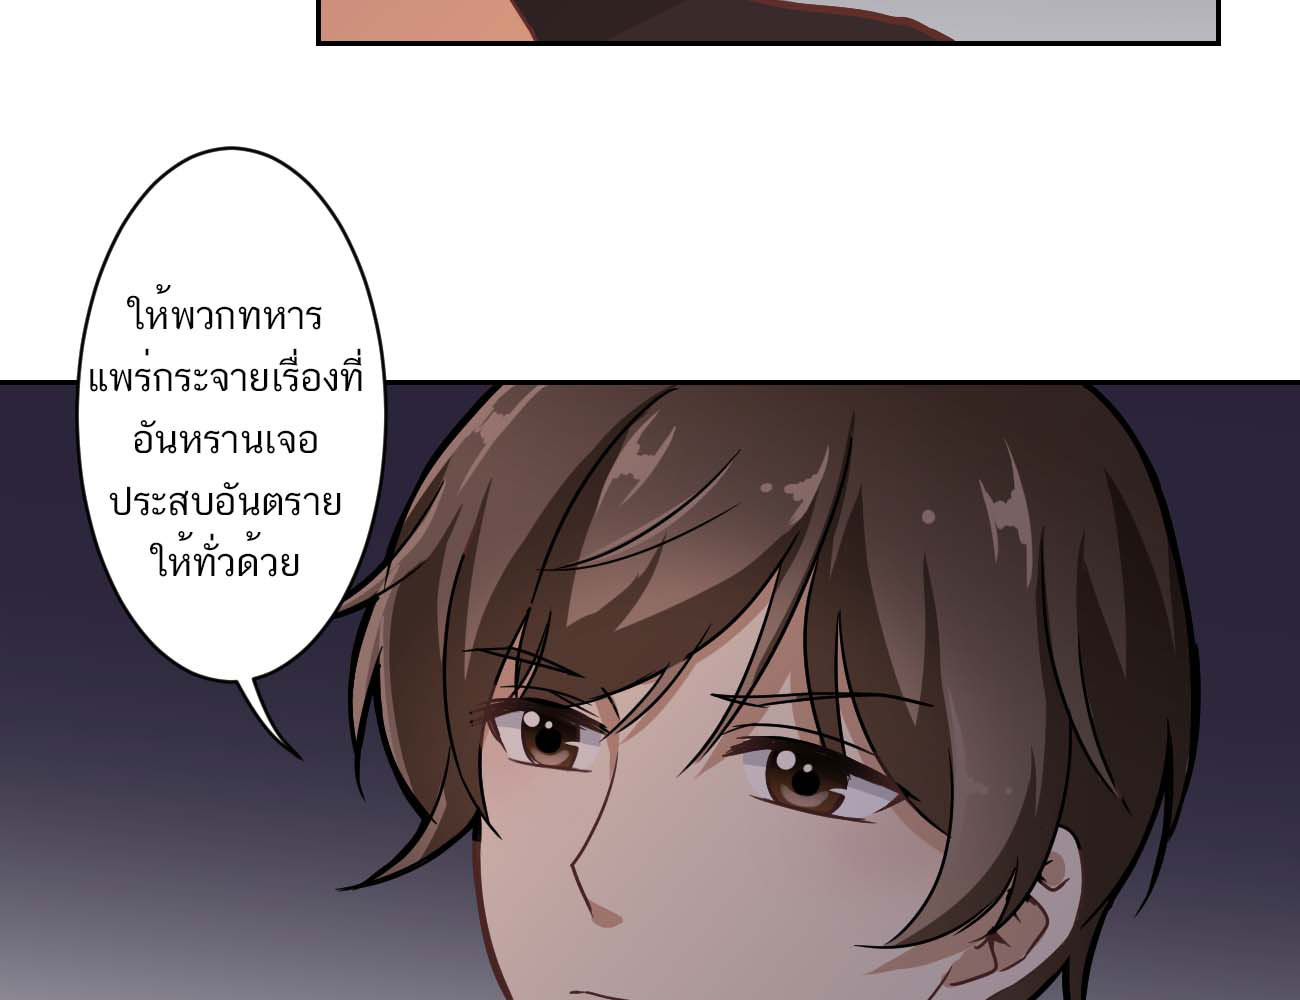 ให้พวกทหาร
แพร่กระจายเรื่องที่
อันหรานเจอ
ประสบอันตราย
ให้ทั่วด้วย